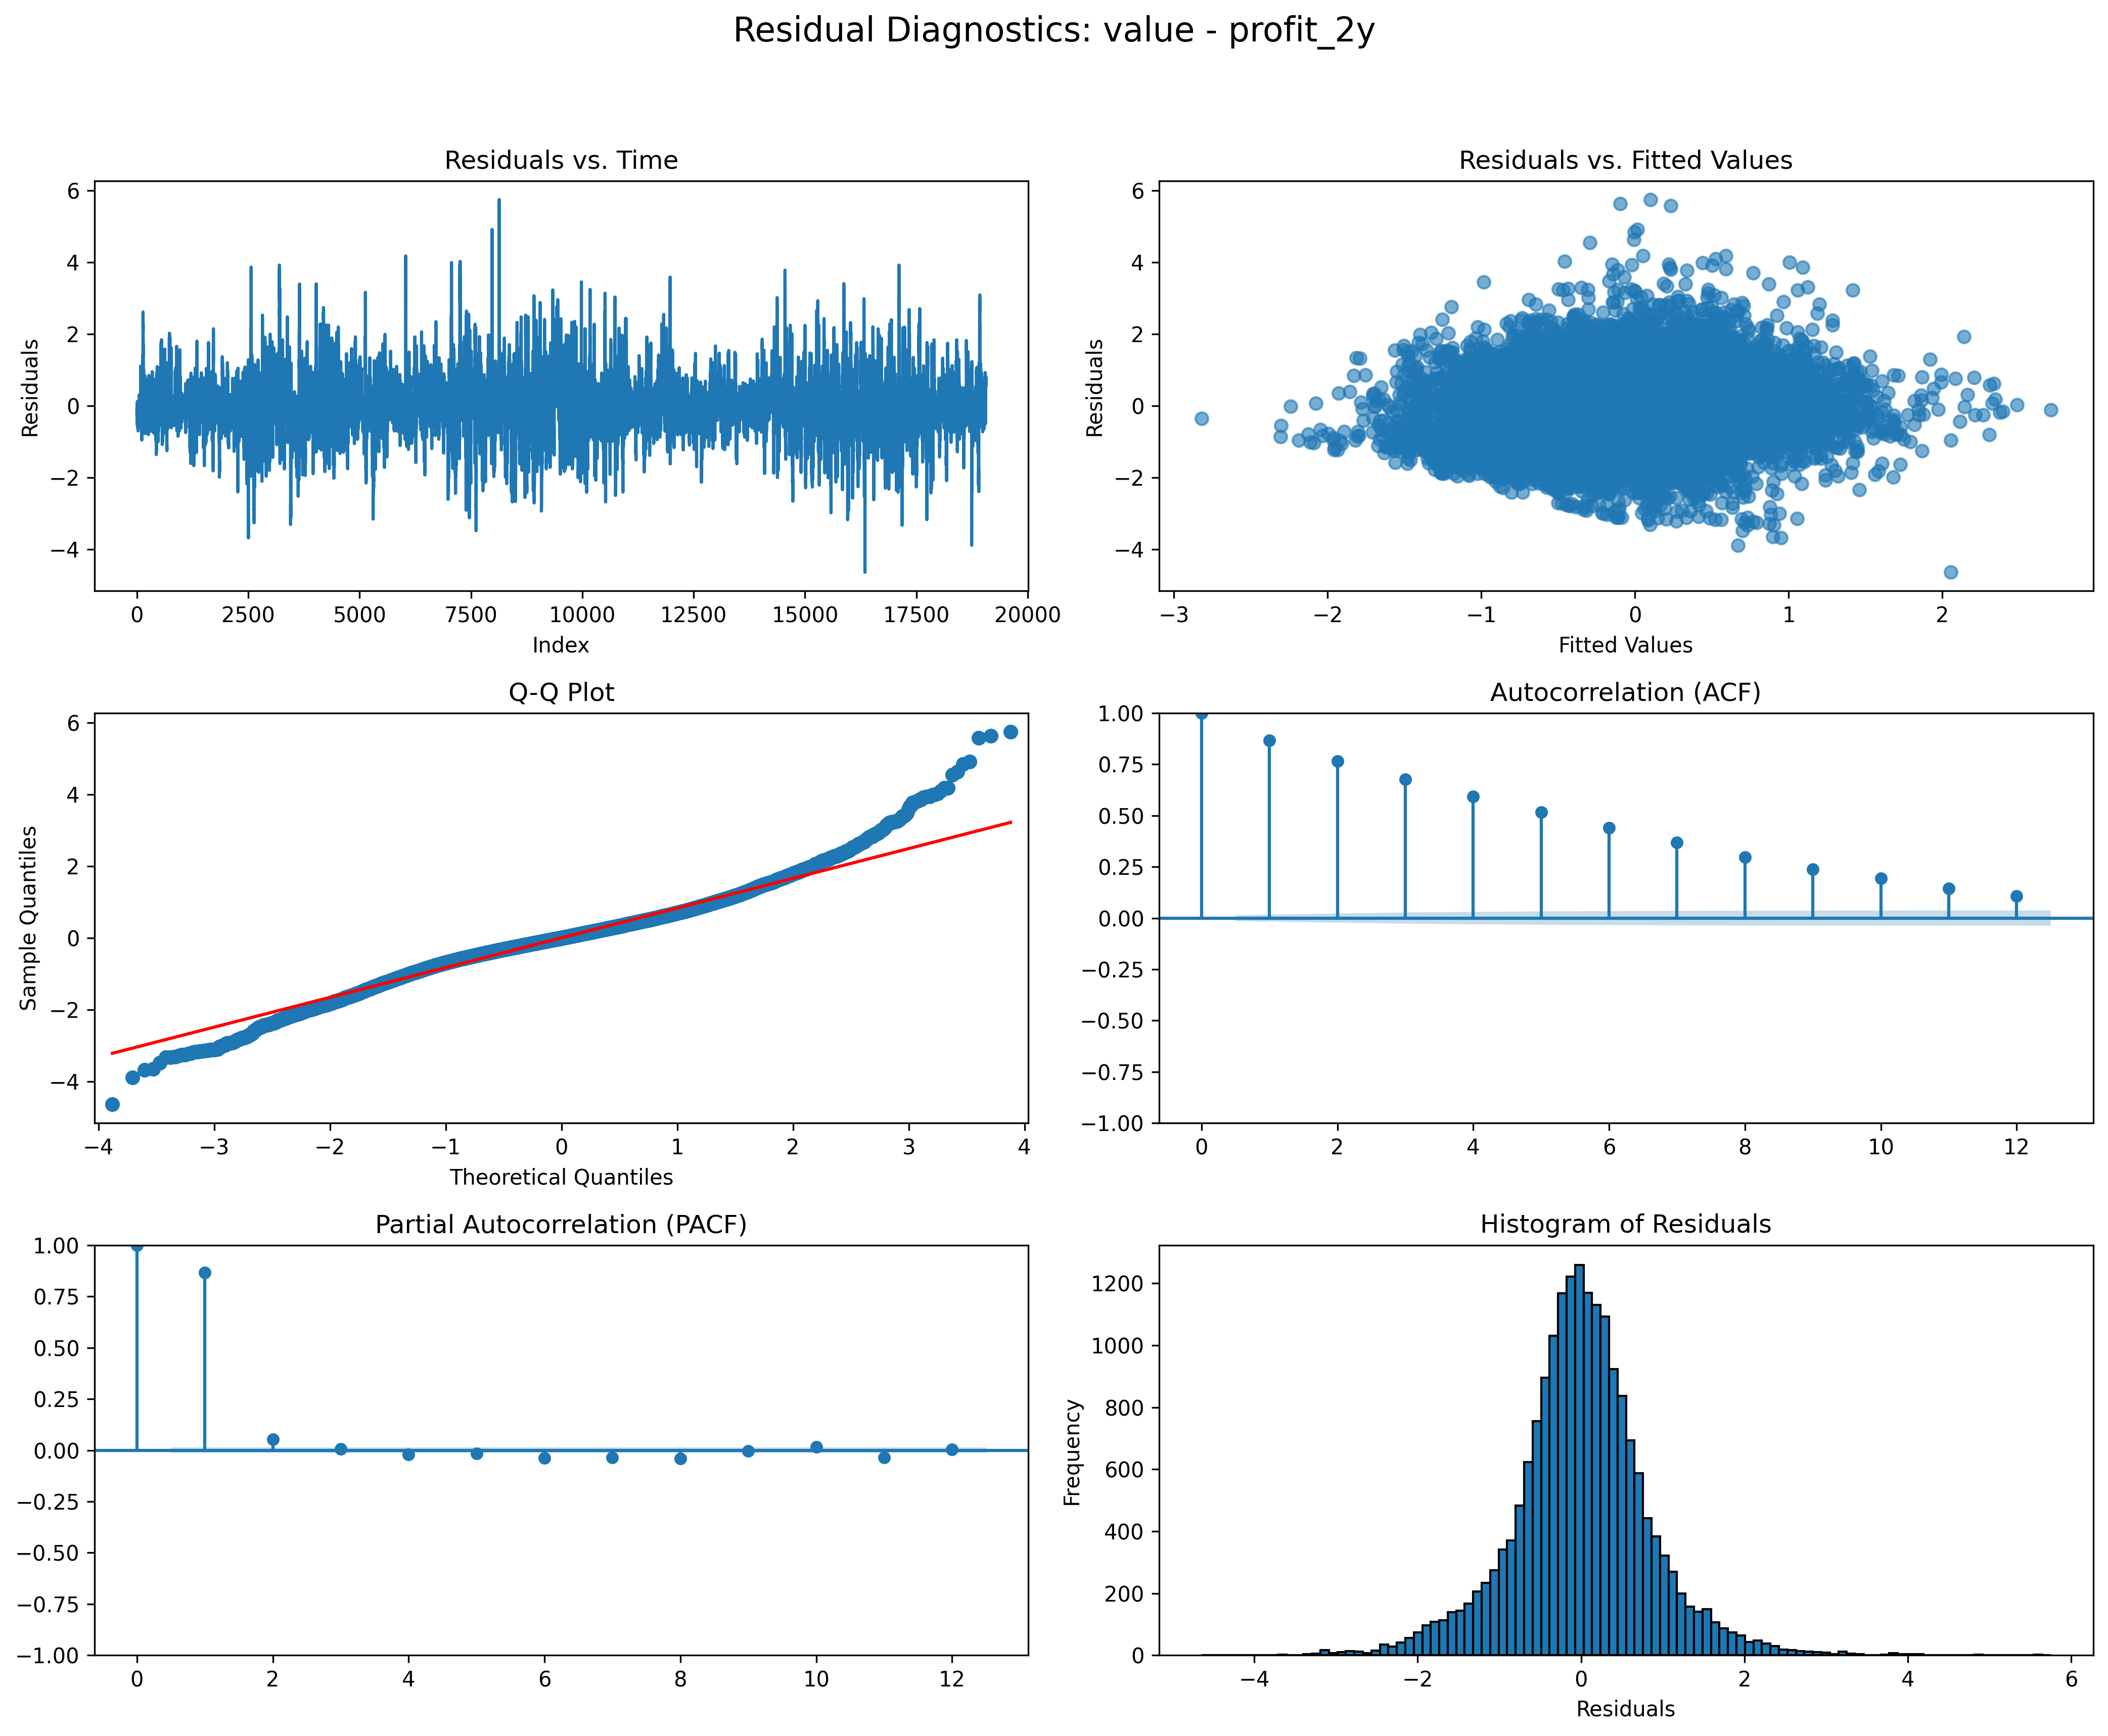 Residual Diagnostics: value - profit_2y
Residuals vs. Time
6
4
2
0
−2
−4
Residuals
0 2500 5000 7500 10000 12500 15000 17500 20000
Index
Residuals vs. Fitted Values
6
4
2
0
−2
−4
Residuals
−3 −2 −1 0 1 2
Fitted Values
Q-Q Plot
6
4
2
0
−2
−4
Sample Quantiles
−4 −3 −2 −1 0 1 2 3 4
Theoretical Quantiles
Autocorrelation (ACF)
1.00
0.75
0.50
0.25
0.00
−0.25
−0.50
−0.75
−1.00
0 2 4 6 8 10 12
Partial Autocorrelation (PACF)
1.00
0.75
0.50
0.25
0.00
−0.25
−0.50
−0.75
−1.00
0 2 4 6 8 10 12
Histogram of Residuals
1200
1000
800
600
400
200
0
Frequency
−4 −2 0 2 4 6
Residuals